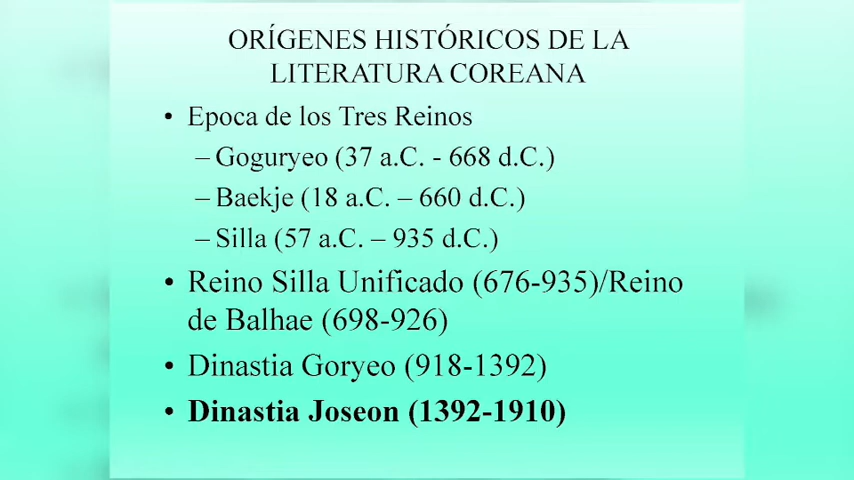 ORÍGENES HISTÓRICOS DE LA
LITERATURA COREANA
• Epoca de los Tres Reinos
– Goguryeo (37 a.C. - 668 d.C.)
– Baekje (18 a.C. – 660 d.C.)
– Silla (57 a.C. – 935 d.C.)
• Reino Silla Unificado (676-935)/Reino
de Balhae (698-926)
• Dinastia Goryeo (918-1392)
• Dinastia Joseon (1392-1910)